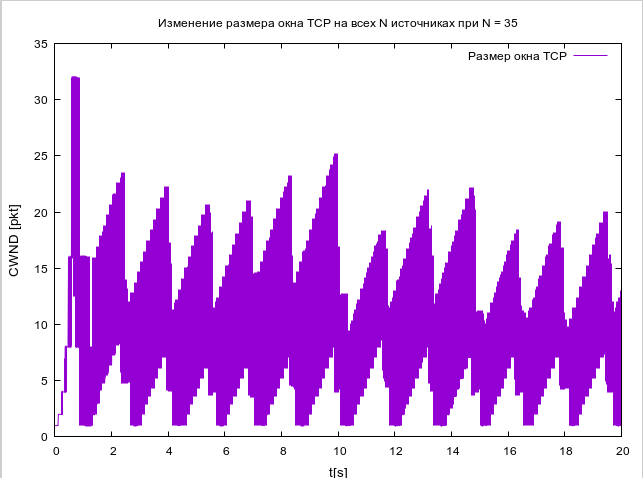 Изменение размера окна TCP на всех N источниках при N = 35
Размер окна TCP
35
30
25
20
15
10
5
0
CWND [pkt]
0 2 4 6 8 10 12 14 16 18 20
t[s]